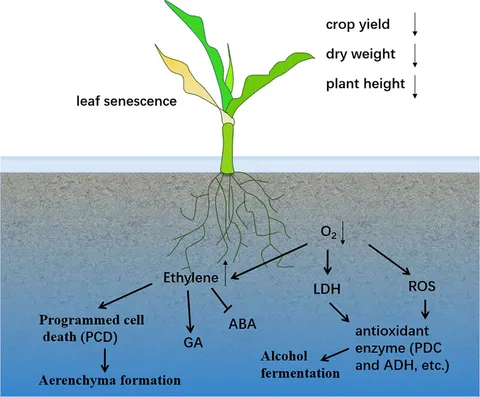 crop yield
dry weight
plant height
leaf senescence
O₂
Ethylene
LDH
ROS
Programmed cell
death (PCD)
GA
ABA
antioxidant
enzyme (PDC
and ADH, etc.)
Alcohol
fermentation
Aerenchyma formation